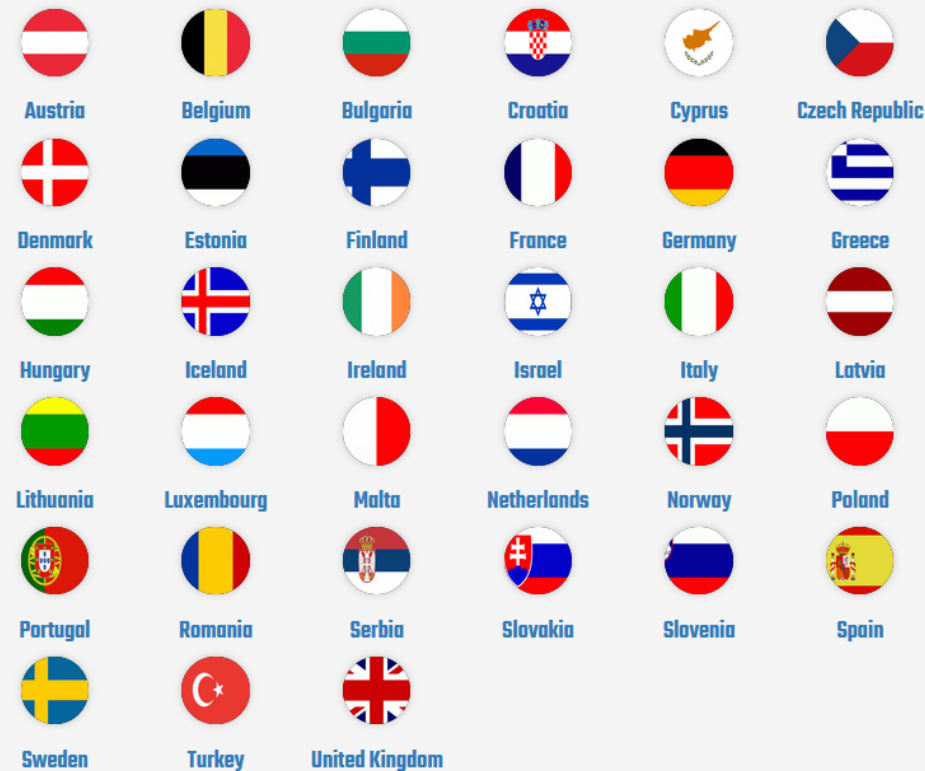 Austria Belgium Bulgaria Croatia Cyprus Czech Republic
Denmark Estonia Finland France Germany Greece
Hungary Iceland Ireland Israel Italy Latvia
Lithuania Luxembourg Malta Netherlands Norway Poland
Portugal Romania Serbia Slovakia Slovenia Spain
Sweden Turkey United Kingdom